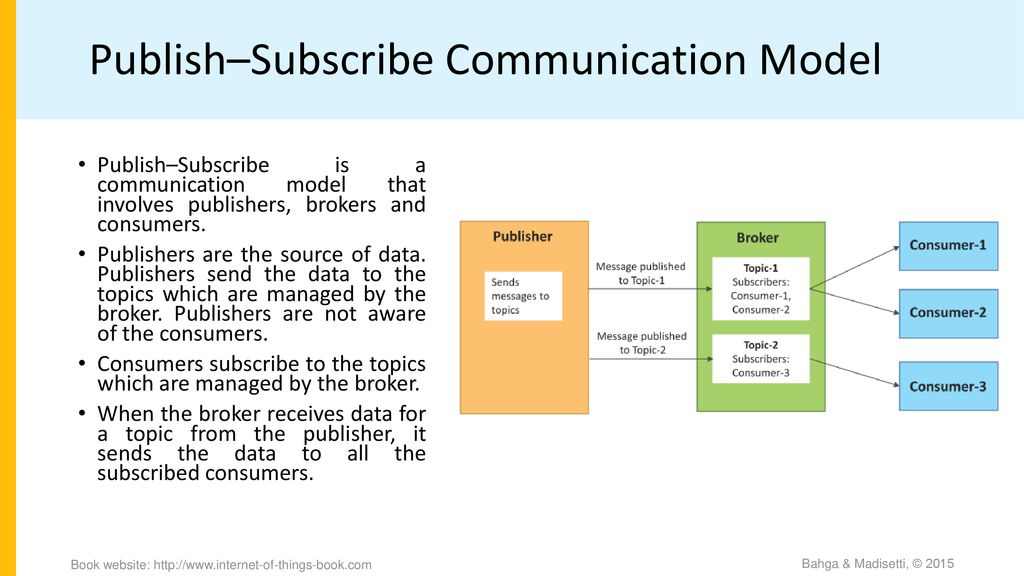 Publish–Subscribe Communication Model
• Publish–Subscribe is a
communication model that
involves publishers, brokers and
consumers.
• Publishers are the source of data.
Publishers send the data to the
topics which are managed by the
broker. Publishers are not aware
of the consumers.
• Consumers subscribe to the topics
which are managed by the broker.
• When the broker receives data for
a topic from the publisher, it
sends the data to all the
subscribed consumers.
Publisher
Sends
messages to
topics
Message published
to Topic-1
Message published
to Topic-2
Broker
Topic-1
Subscribers:
Consumer-1,
Consumer-2
Topic-2
Subscribers:
Consumer-3
Consumer-1
Consumer-2
Consumer-3
Book website: http://www.internet-of-things-book.com
Bahga & Madisetti, © 2015